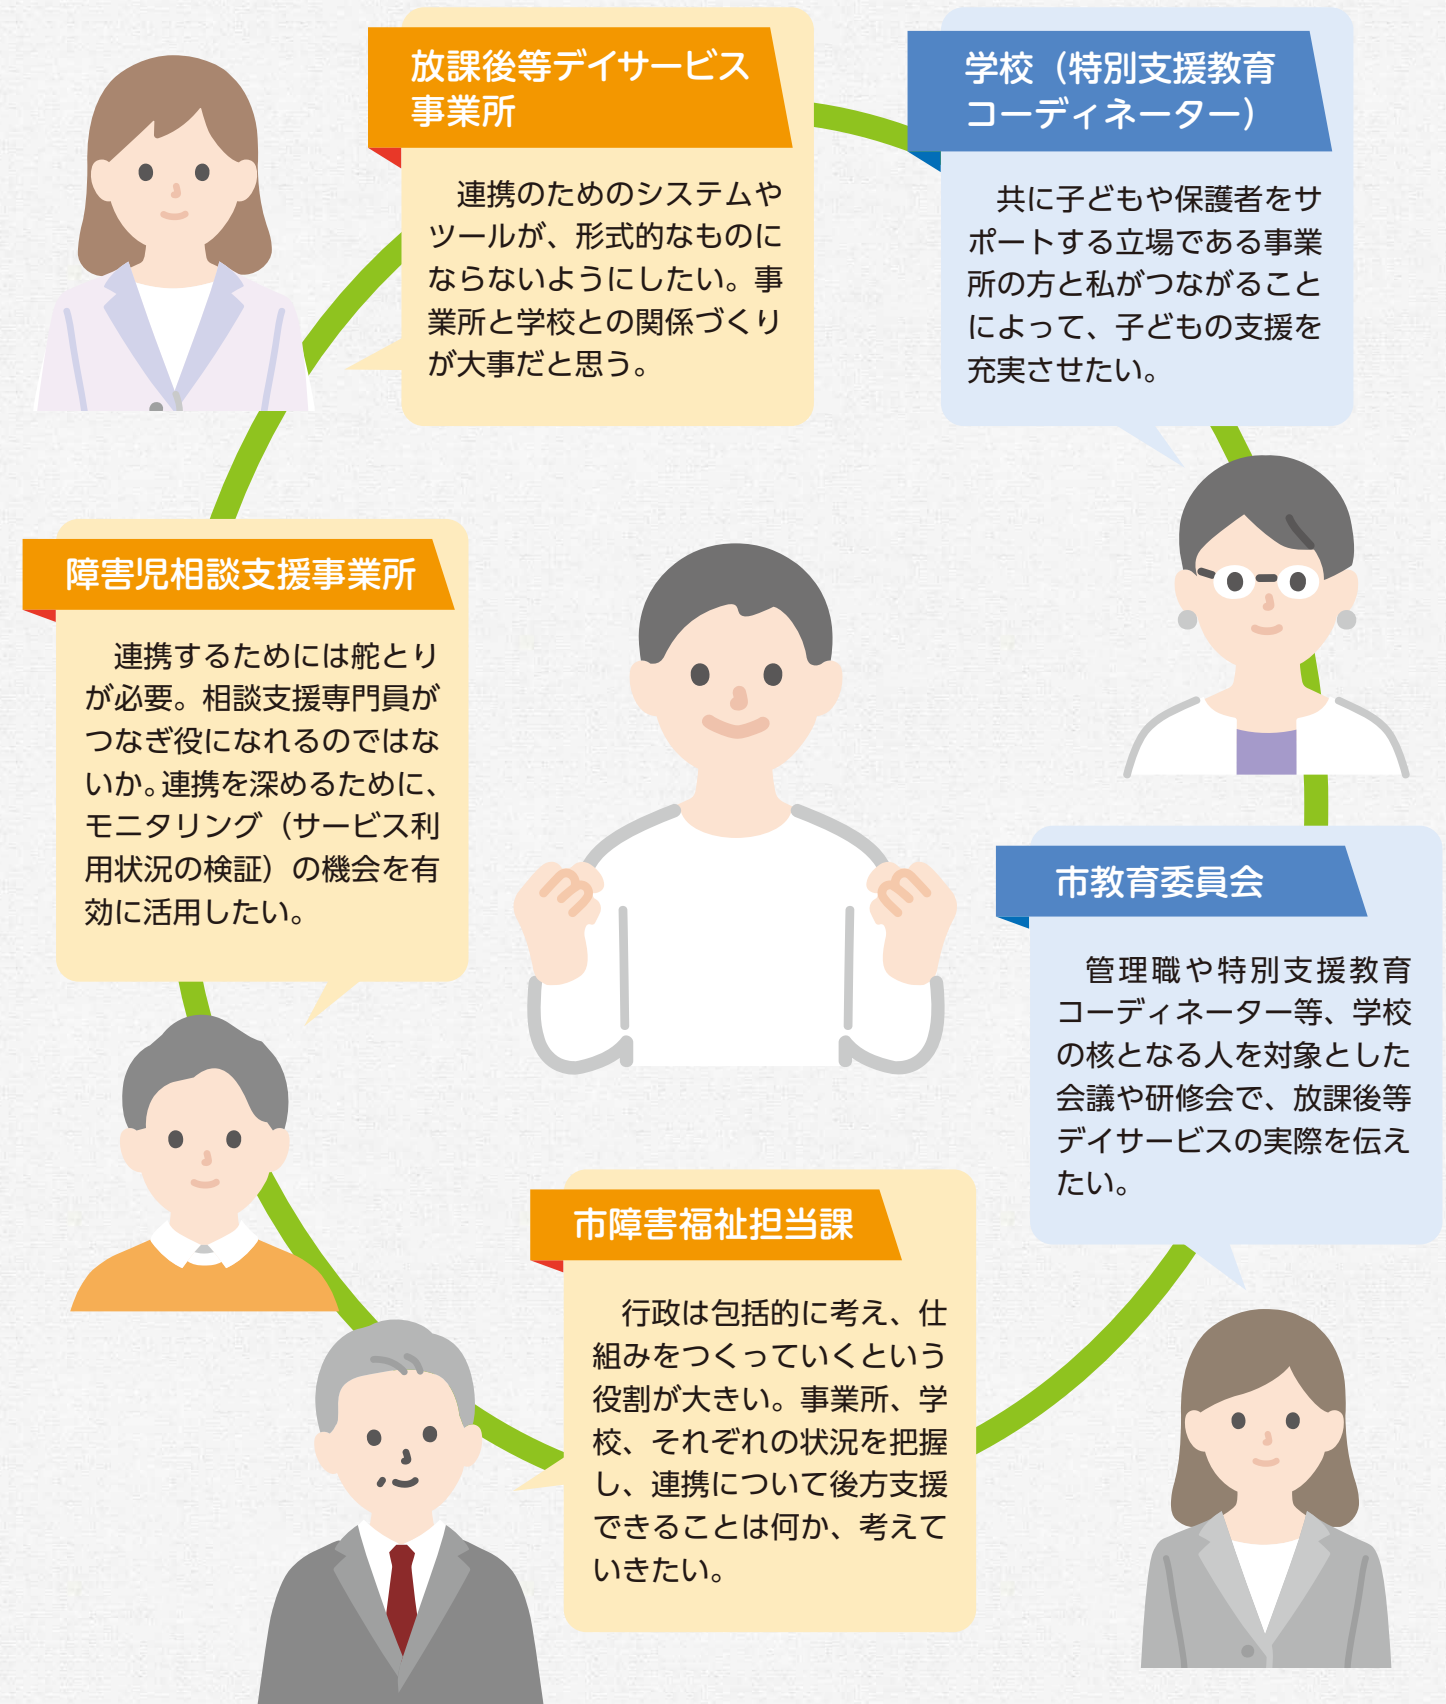 放課後等デイサービス
事業所
連携のためのシステムや
ツールが、形式的なものに
ならないようにしたい。事
業所と学校との関係づくり
が大事だと思う。
学校（特別支援教育
コーディネーター）
共に子どもや保護者をサ
ポートする立場である事業
所の方と私がつながること
によって、子どもの支援を
充実させたい。
障害児相談支援事業所
連携するためには舵とり
が必要。相談支援専門員が
つなぎ役になれるのではな
いか。連携を深めるために、
モニタリング（サービス利
用状況の検証）の機会を有
効に活用したい。
市教育委員会
管理職や特別支援教育
コーディネーター等、学校
の核となる人を対象とした
会議や研修会で、放課後等
デイサービスの実際を伝え
たい。
市障害福祉担当課
行政は包括的に考え、仕
組みをつくっていくという
役割が大きい。事業所、学
校、それぞれの状況を把握
し、連携について後方支援
できることは何か、考えて
いきたい。